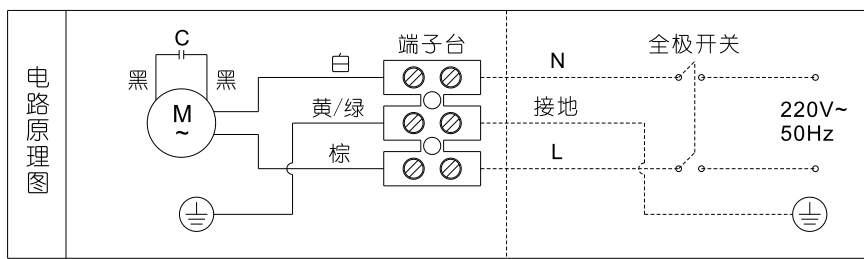 电路原理图
C
黑
黑
M
~
白
黄/绿
棕
端子台
N
接地
L
全极开关
220V~
50Hz